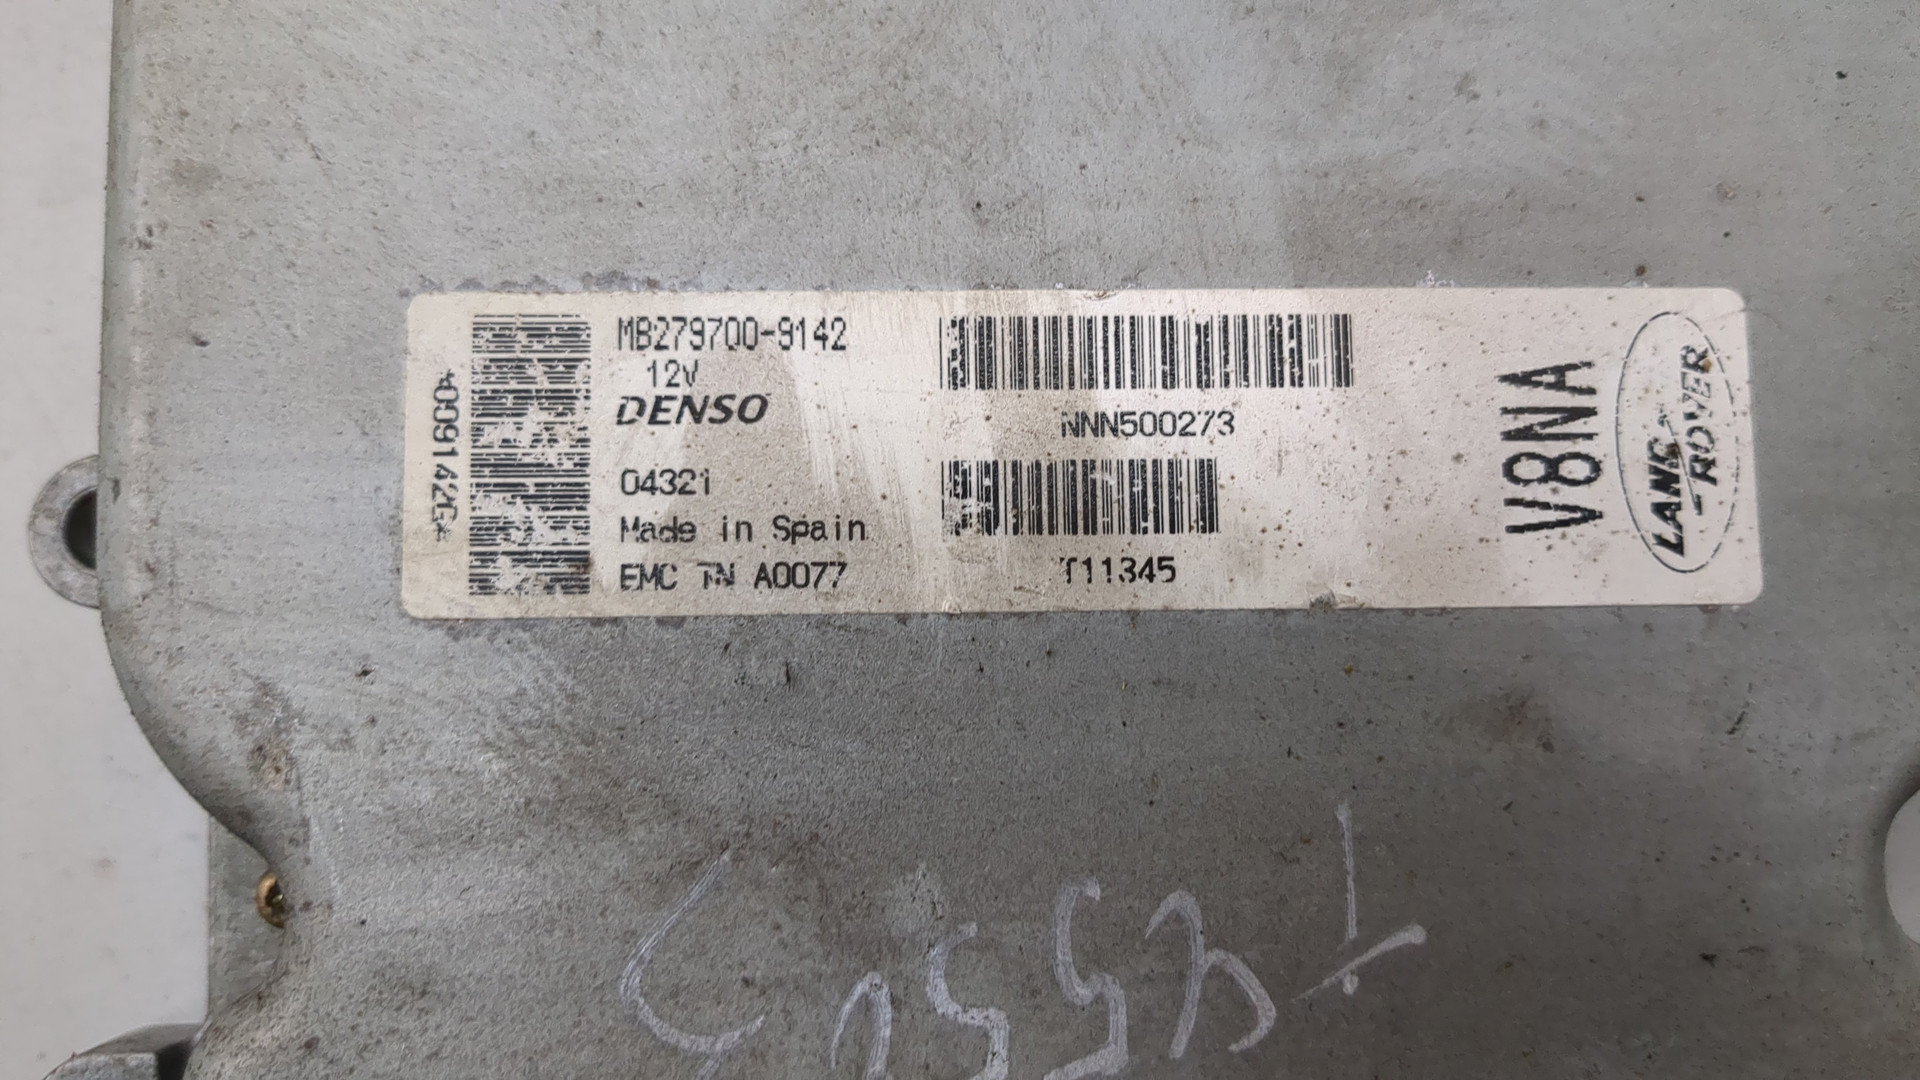 MB279700-9142
12V
DENSO
04321
Made in Spain
EMC TN A0077
NNN500273
T11345
V8NA
LAND
ROVER